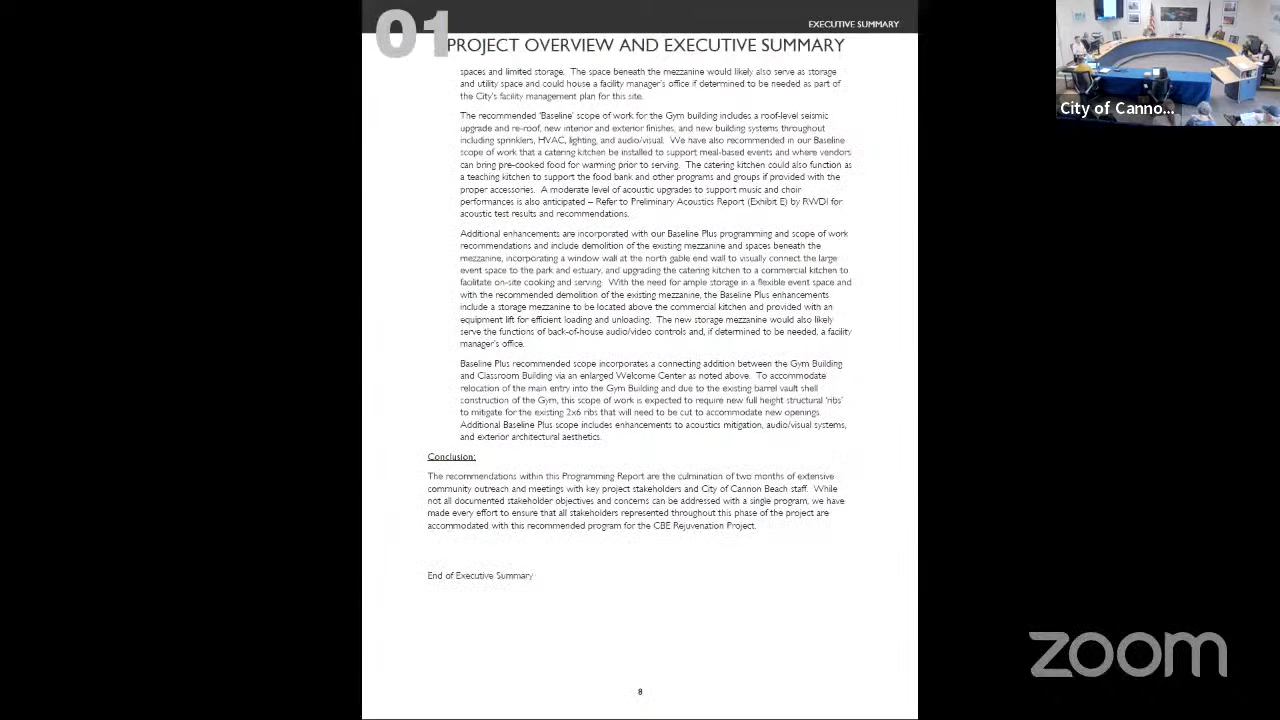 01
EXECUTIVE SUMMARY
PROJECT OVERVIEW AND EXECUTIVE SUMMARY
spaces and limited storage. The space beneath the mezzanine would likely also serve as storage
and utility space and could house a facility manager's office if determined to be needed as part of
the City's facility management plan for this site.
The recommended 'Baseline' scope of work for the Gym building includes a roof-level seismic
upgrade and re-roof, new interior and exterior finishes, and new building systems throughout
including sprinklers, HVAC, lighting, and audio/visual. We have also recommended in our Baseline
scope of work that a catering kitchen be installed to support meal-based events and where vendors
can bring pre-cooked food for warming prior to serving. The catering kitchen could also function as
a teaching kitchen to support the food bank and other programs and groups if provided with the
proper accessories. A moderate level of acoustic upgrades to support music and choir
performances is also anticipated – Refer to Preliminary Acoustics Report (Exhibit E) by RWDI for
acoustic test results and recommendations.
Additional enhancements are incorporated with our Baseline Plus programming and scope of work
recommendations and include demolition of the existing mezzanine and spaces beneath the
mezzanine, incorporating a window wall at the north gable end wall to visually connect the large
event space to the park and estuary, and upgrading the catering kitchen to a commercial kitchen to
facilitate on-site cooking and serving. With the need for ample storage in a flexible event space and
with the recommended demolition of the existing mezzanine, the Baseline Plus enhancements
include a storage mezzanine to be located above the commercial kitchen and provided with an
equipment lift for efficient loading and unloading. The new storage mezzanine would also likely
serve the functions of back-of-house audio/video controls and, if determined to be needed, a facility
manager's office.
Baseline Plus recommended scope incorporates a connecting addition between the Gym Building
and Classroom Building via an enlarged Welcome Center as noted above. To accommodate
relocation of the main entry into the Gym Building and due to the existing barrel vault shell
construction of the Gym, this scope of work is expected to require new full height structural 'ribs'
to mitigate for the existing 2x6 ribs that will need to be cut to accommodate new openings.
Additional Baseline Plus scope includes enhancements to acoustics mitigation, audio/visual systems,
and exterior architectural aesthetics.
Conclusion:
The recommendations within this Programming Report are the culmination of two months of extensive
community outreach and meetings with key project stakeholders and City of Cannon Beach staff. While
not all documented stakeholder objectives and concerns can be addressed with a single program, we have
made every effort to ensure that all stakeholders represented throughout this phase of the project are
accommodated with this recommended program for the CBE Rejuvenation Project.
End of Executive Summary
8
City of Canno...
zoom